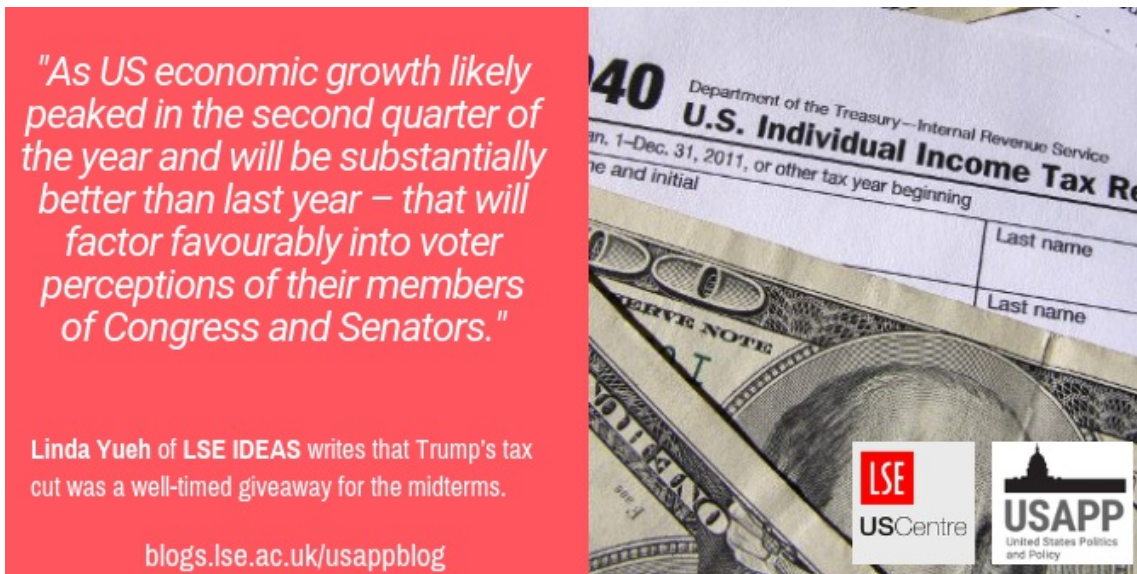 "As US economic growth likely
peaked in the second quarter of
the year and will be substantially
better than last year – that will
factor favourably into voter
perceptions of their members
of Congress and Senators."
Linda Yueh of LSE IDEAS writes that Trump's tax
cut was a well-timed giveaway for the midterms.
blogs.lse.ac.uk/usappblog
040
Department of the Treasury—Internal Revenue Service
U.S. Individual Income Tax Re
an. 1–Dec. 31, 2011, or other tax year beginning
me and initial
Last name
Last name
ERVE NOTE
ONE HUN
LSE
USCentre
USAPP
United States Politics
and Policy